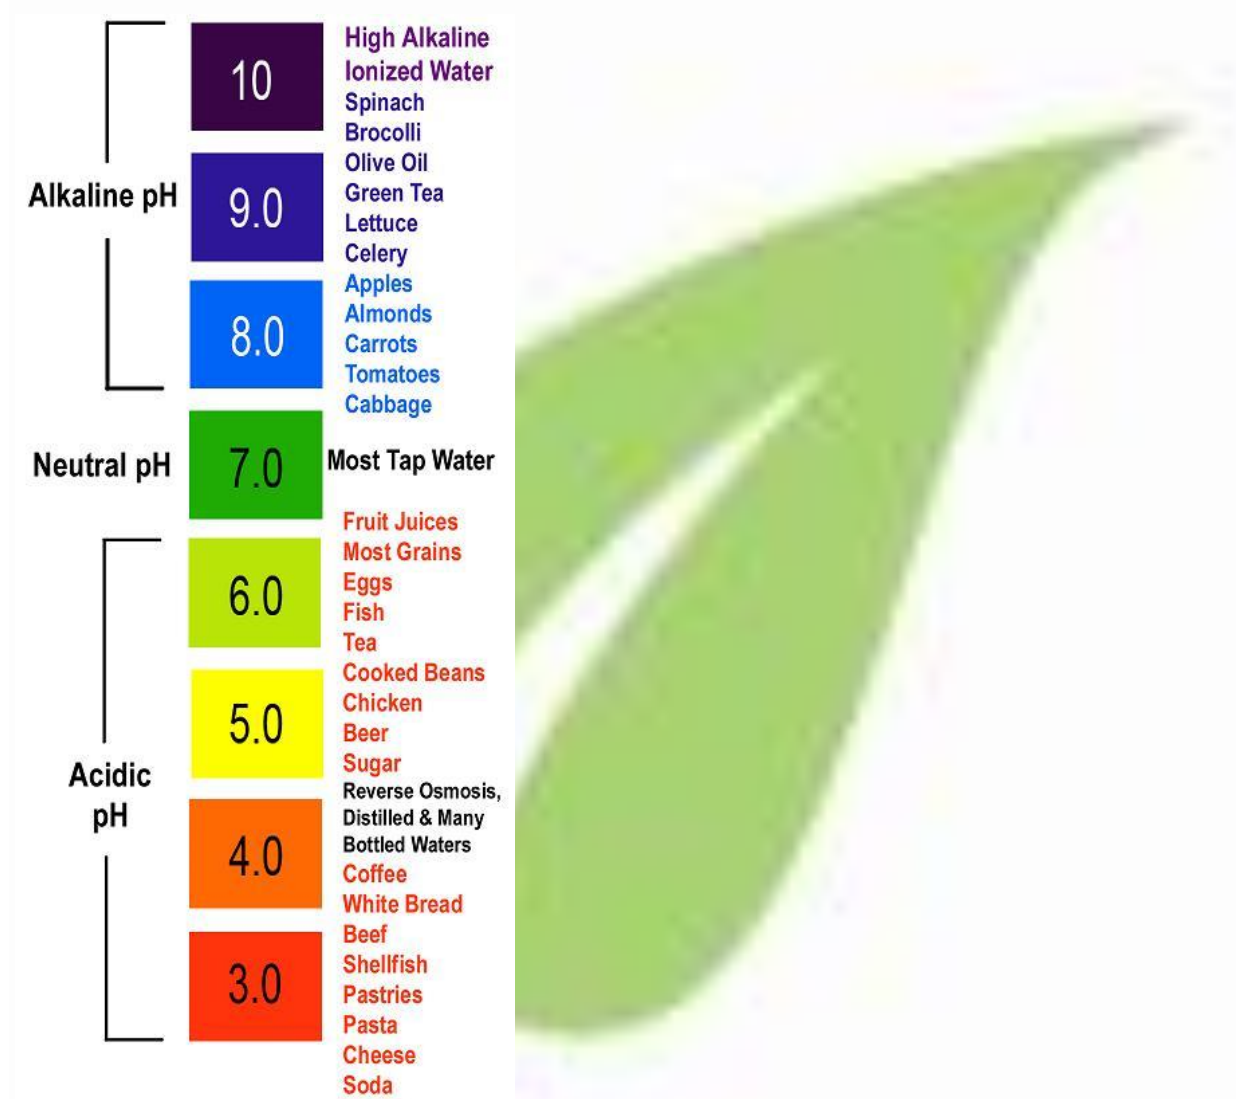 10
High Alkaline
Ionized Water
Spinach
Brocolli
Alkaline pH
9.0
Olive Oil
Green Tea
Lettuce
Celery
8.0
Apples
Almonds
Carrots
Tomatoes
Cabbage
Neutral pH
7.0
Most Tap Water
Acidic
pH
6.0
Fruit Juices
Most Grains
Eggs
Fish
Tea
5.0
Cooked Beans
Chicken
Beer
Sugar
4.0
Reverse Osmosis,
Distilled & Many
Bottled Waters
Coffee
White Bread
3.0
Beef
Shellfish
Pastries
Pasta
Cheese
Soda